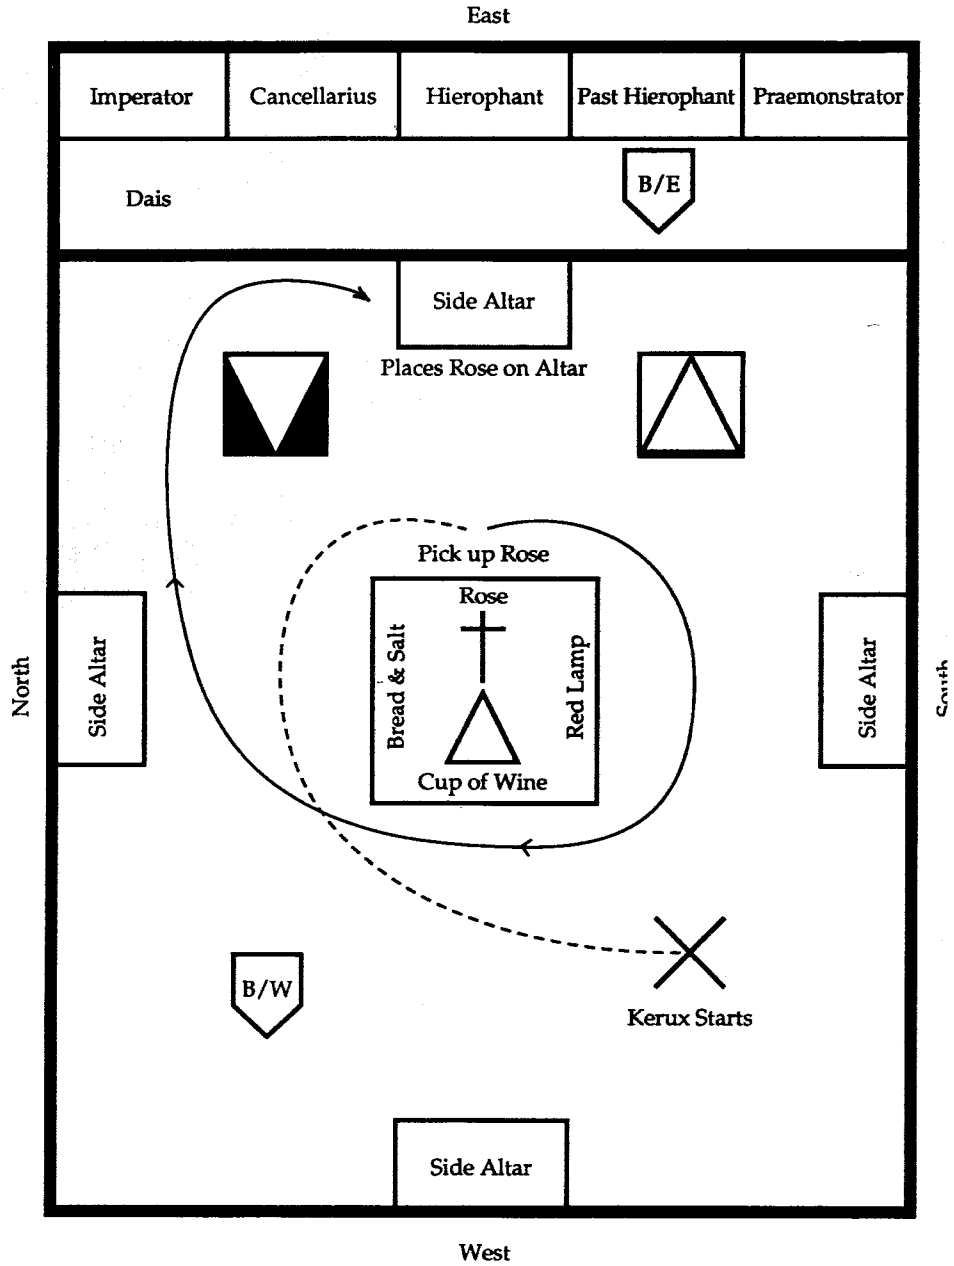 East
Imperator
Cancellarius
Hierophant
Past Hierophant
Praemonstrator
Dais
B/E
Side Altar
Places Rose on Altar
Pick up Rose
Rose
Bread & Salt
Red Lamp
Cup of Wine
North
Side Altar
Side Altar
South
B/W
Kerux Starts
Side Altar
West